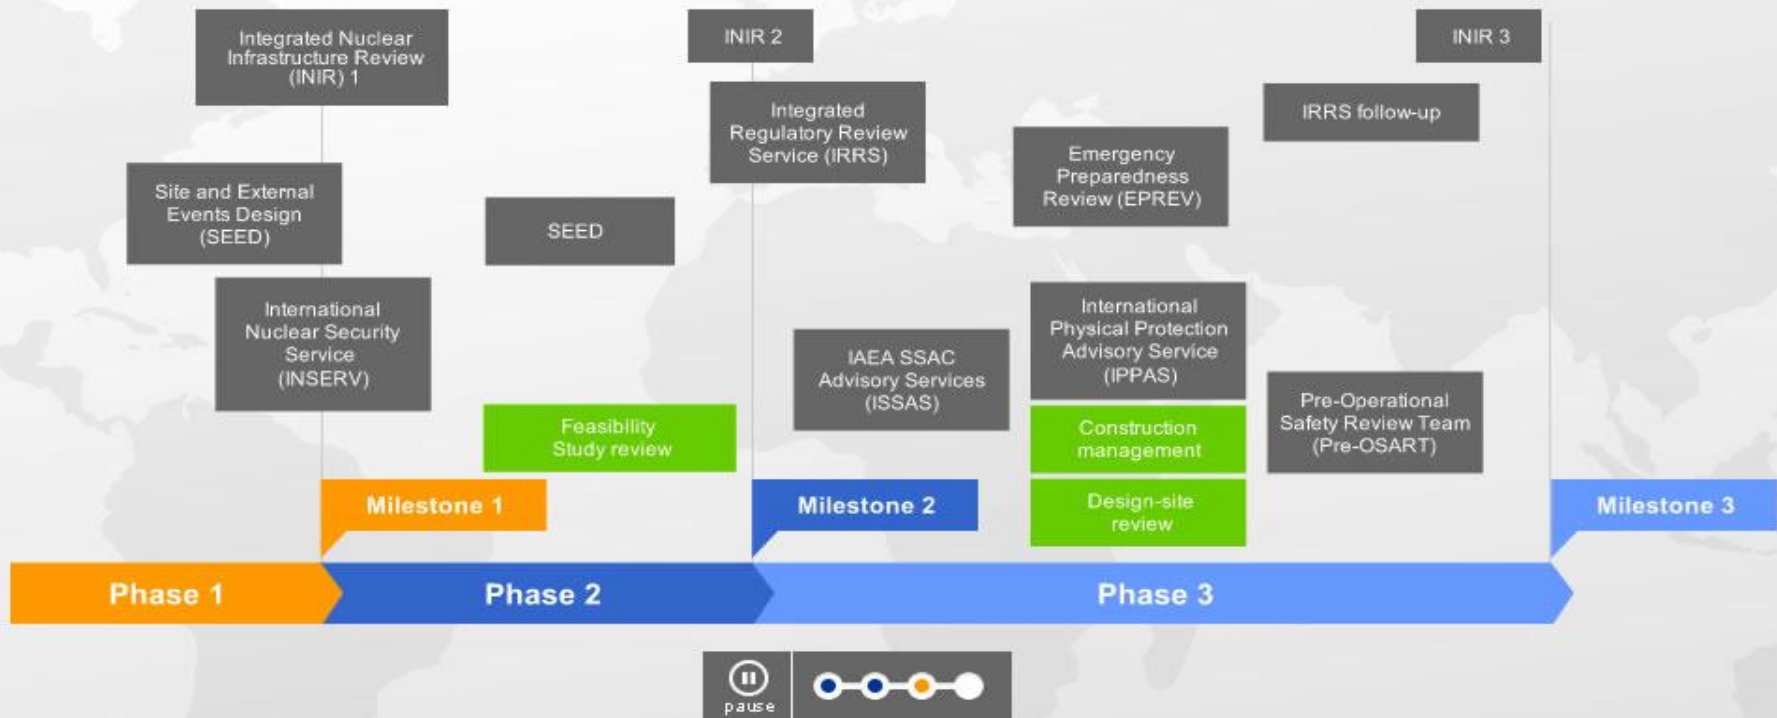 Integrated Nuclear
Infrastructure Review
(INIR) 1
INIR 2
INIR 3
Integrated
Regulatory Review
Service (IRRS)
IRRS follow-up
Emergency
Preparedness
Review (EPREV)
Site and External
Events Design
(SEED)
SEED
International
Nuclear Security
Service
(INSERV)
International
Physical Protection
Advisory Service
(IPPAS)
IAEA SSAC
Advisory Services
(ISSAS)
Pre-Operational
Safety Review Team
(Pre-OSART)
Feasibility
Study review
Construction
management
Design-site
review
Milestone 1
Milestone 2
Milestone 3
Phase 1
Phase 2
Phase 3
pause